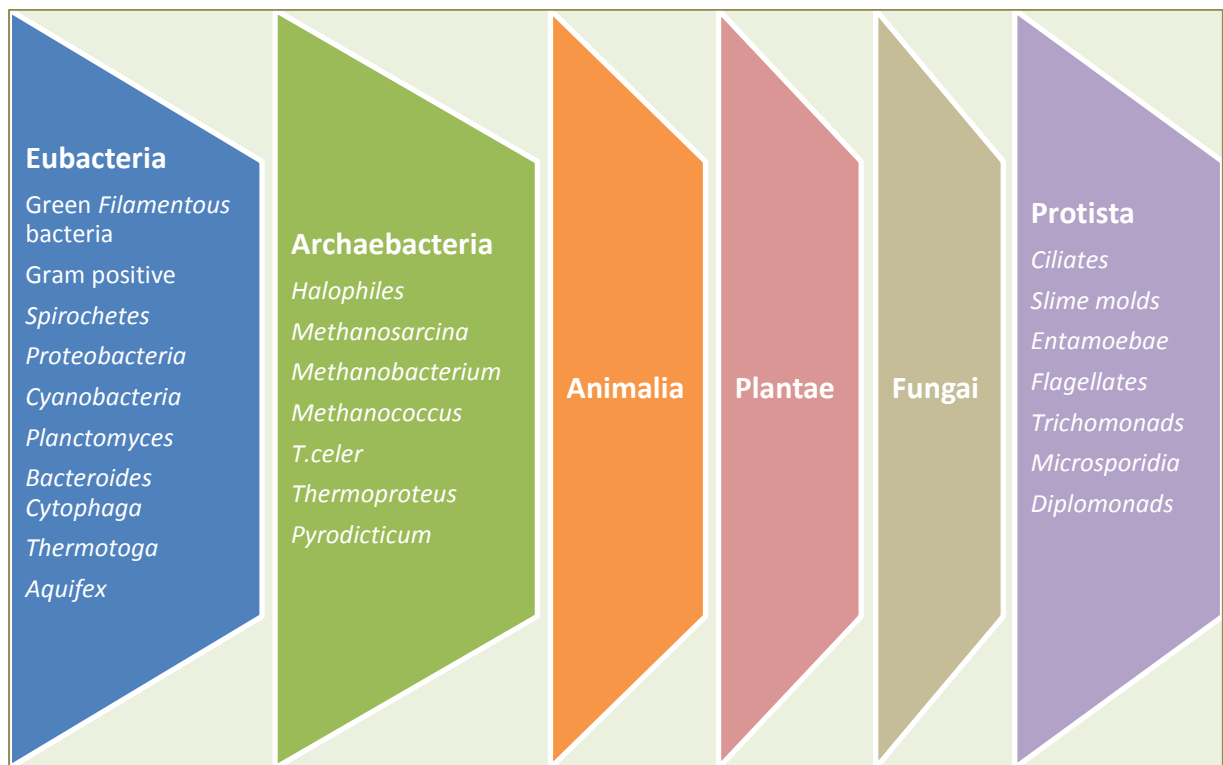 Eubacteria
Green Filamentous
bacteria
Gram positive
Spirochetes
Proteobacteria
Cyanobacteria
Planctomyces
Bacteroides
Cytophaga
Thermotoga
Aquifex
Archaebacteria
Halophiles
Methanosarcina
Methanobacterium
Methanococcus
T.celer
Thermoproteus
Pyrodicticum
Animalia
Plantae
Fungai
Protista
Ciliates
Slime molds
Entamoebae
Flagellates
Trichomonads
Microsporidia
Diplomonads